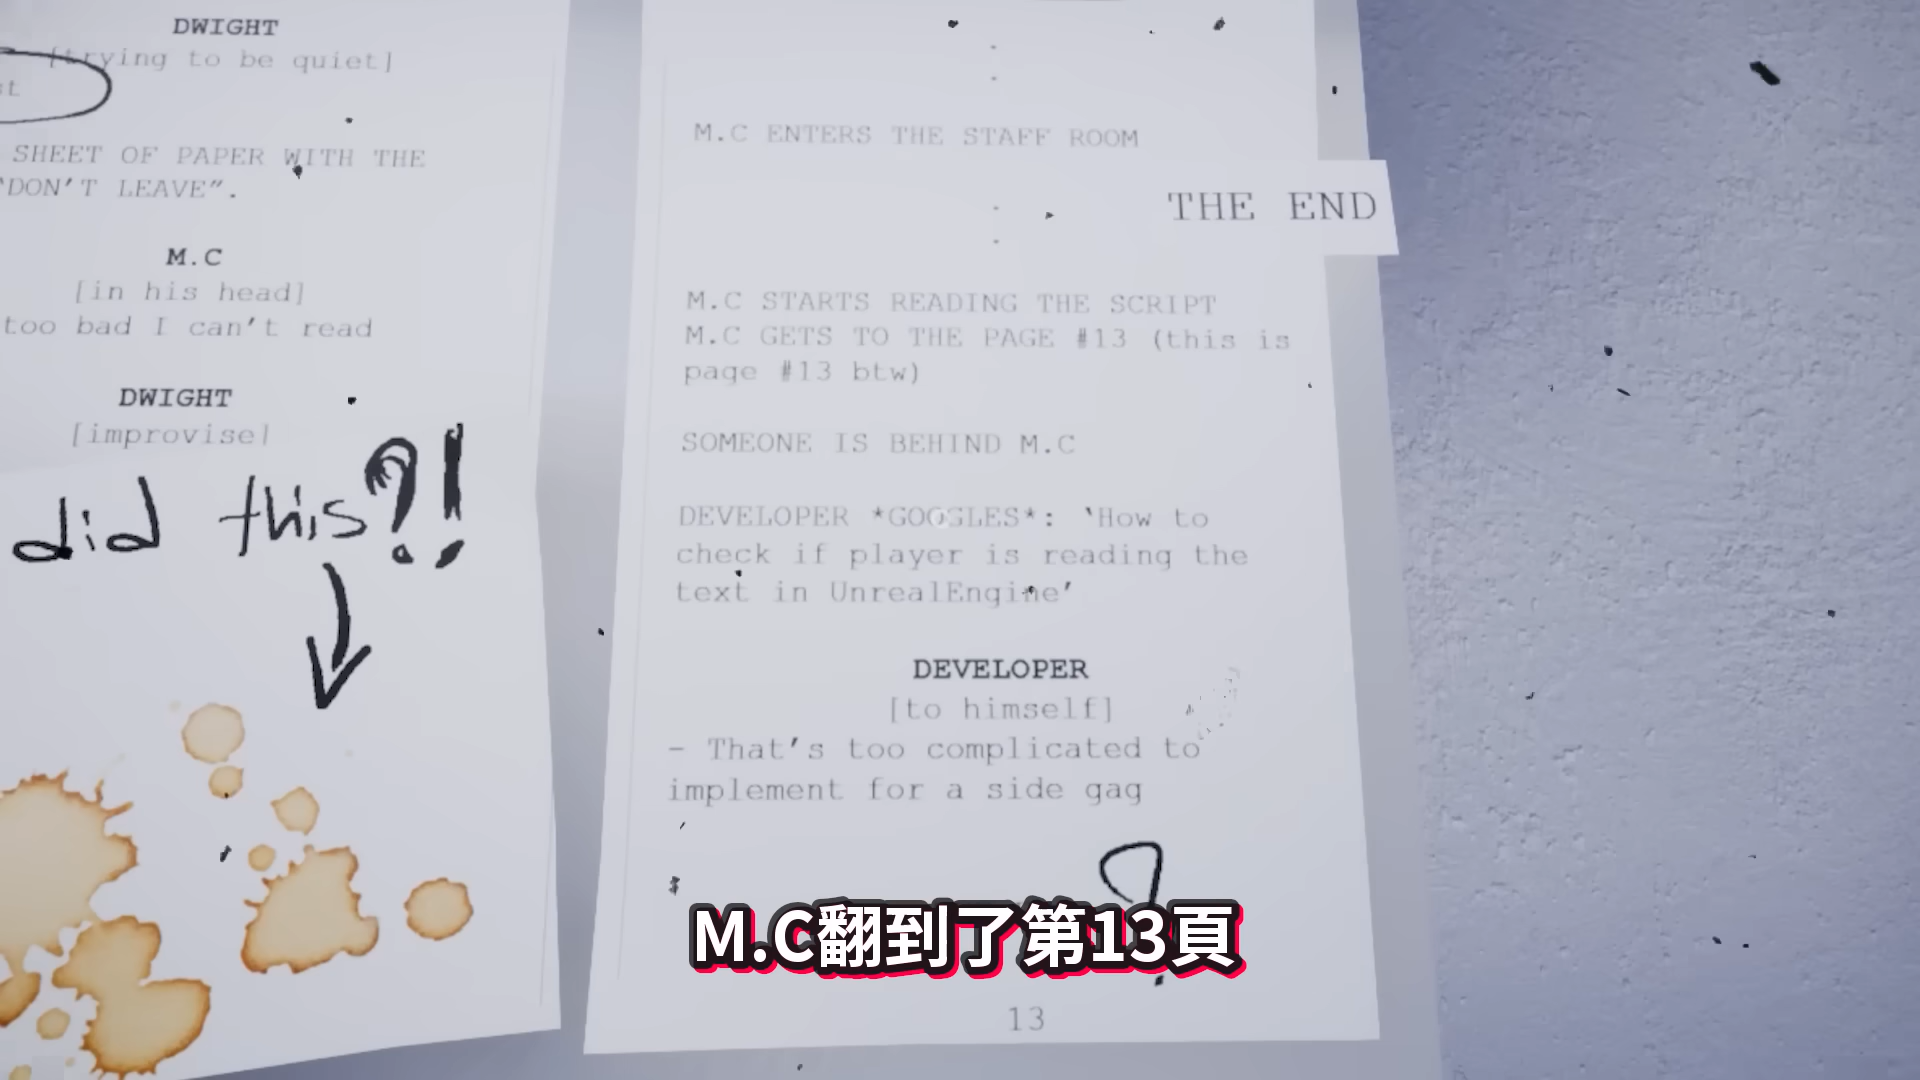 DWIGHT
[trying to be quiet]
st
SHEET OF PAPER WITH THE
"DON'T LEAVE".
M.C
[in his head]
too bad I can't read
DWIGHT
[improvise]
did this?!
M.C ENTERS THE STAFF ROOM
THE END
M.C STARTS READING THE SCRIPT
M.C GETS TO THE PAGE #13 (this is
page #13 btw)
SOMEONE IS BEHIND M.C
DEVELOPER *GOOGLES*: 'How to
check if player is reading the
text in UnrealEngine'
DEVELOPER
[to himself]
- That's too complicated to
implement for a side gag
?
M.C翻到了第13頁
13